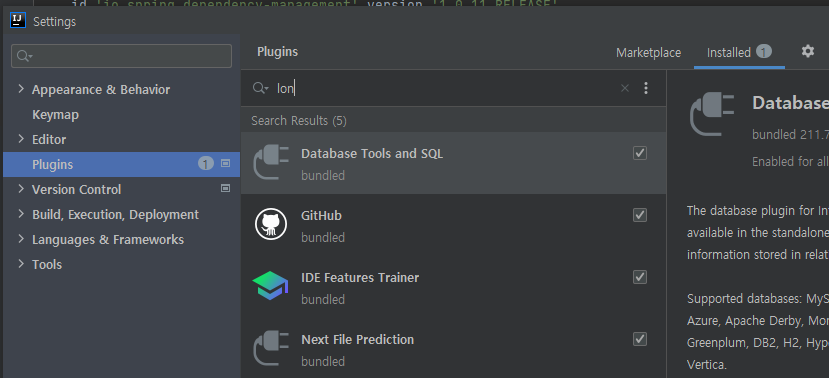 id 'io.spring.dependency-management' version '1.0.11.RELEASE'
IJ Settings
Appearance & Behavior
Keymap
Editor
Plugins 1
Version Control
Build, Execution, Deployment
Languages & Frameworks
Tools
Plugins
Marketplace
Installed 1
lon
Search Results (5)
Database Tools and SQL
bundled
GitHub
bundled
IDE Features Trainer
bundled
Next File Prediction
bundled
Database
bundled 211.7
Enabled for all
The database plugin for Int
available in the standalone
information stored in relat
Supported databases: MyS
Azure, Apache Derby, Mor
Greenplum, DB2, H2, Hype
Vertica.